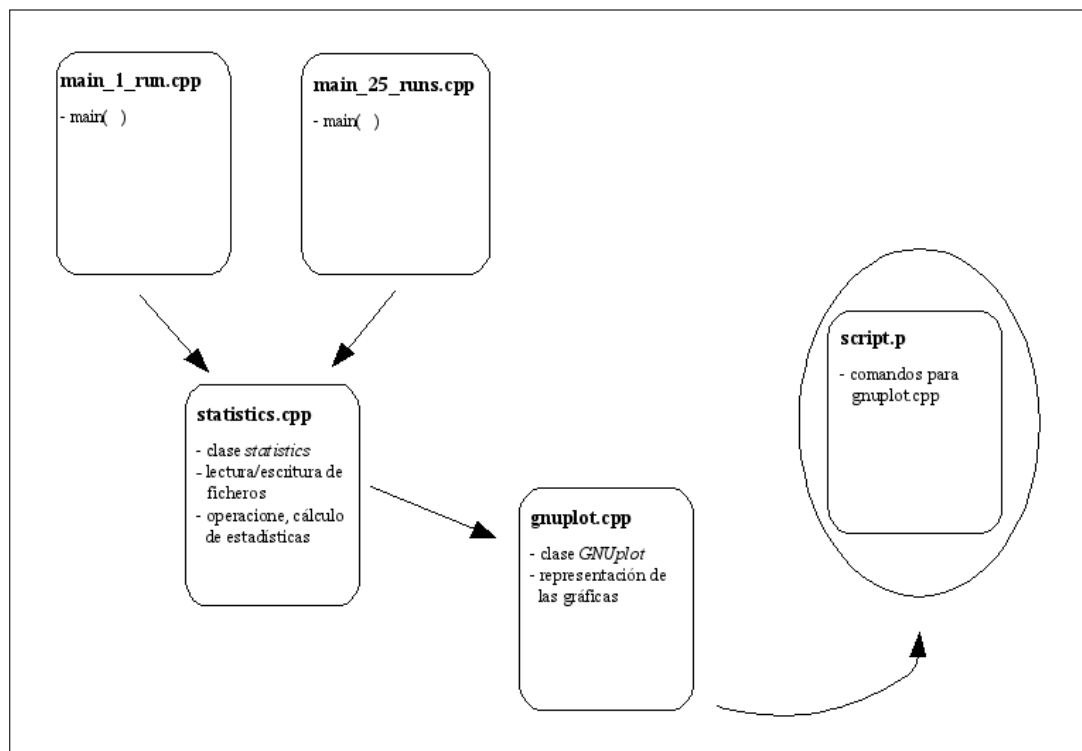 main_1_run.cpp
- main( )
main_25_runs.cpp
- main( )
statistics.cpp
- clase statistics
- lectura/escritura de
ficheros
- operacione, cálculo
de estadísticas
gnuplot.cpp
- clase GNUplot
- representación de
las gráficas
script.p
- comandos para
gnuplot.cpp